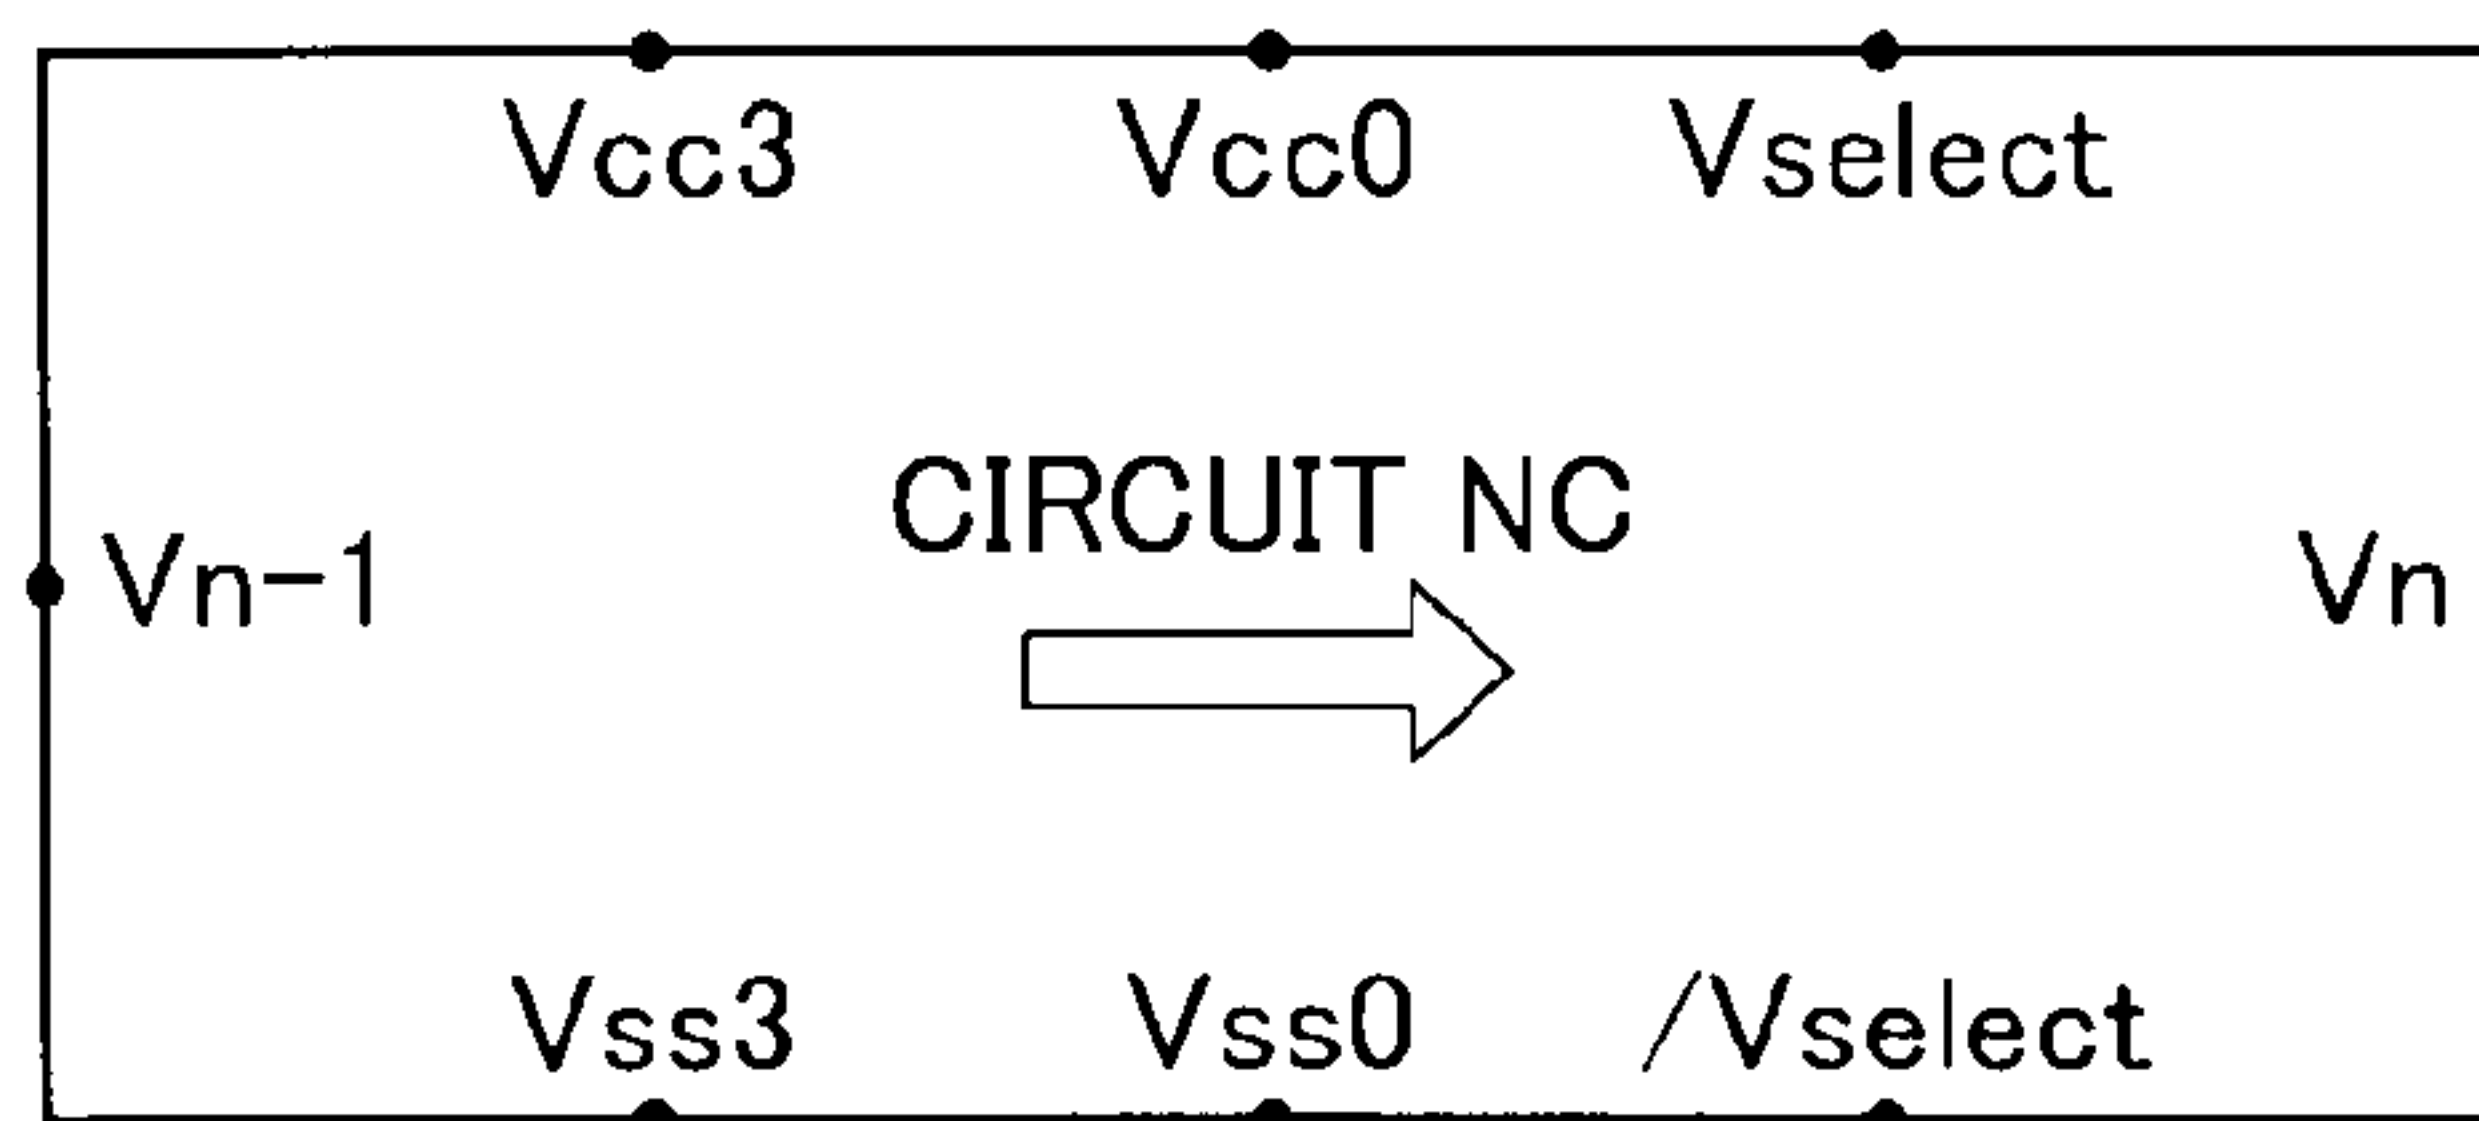 Vcc3 Vcc0 Vselect
CIRCUIT NC
Vn-1 Vn
Vss3 Vss0 /Vselect